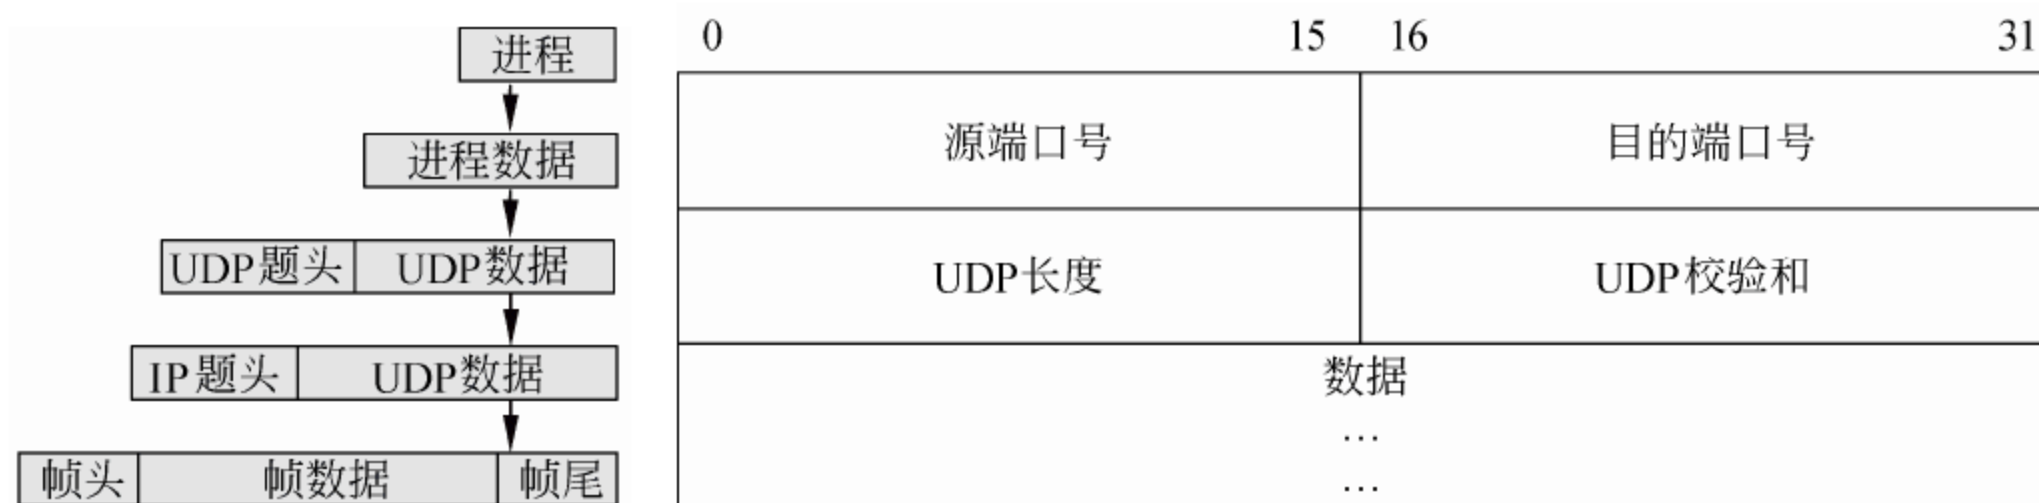 进程
进程数据
UDP题头 UDP数据
IP题头 UDP数据
帧头 帧数据 帧尾
0 15 16 31
源端口号 目的端口号
UDP长度 UDP校验和
数据
…
…